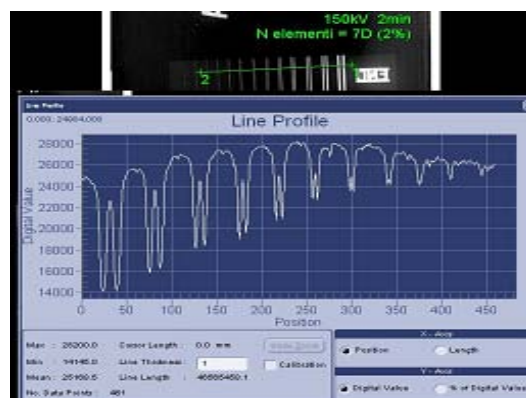 150kV 2min
N elementi = 7D (2%)
2
Line Profile
0.000: 24664.000
Line Profile
28000
26000
24000
22000
20000
18000
16000
14000
Digital Value
0 50 100 150 200 250 300 350 400 450
Position
Max : 28200.0 Cursor Length : 0.0 mm
Min : 14145.0 Line Thickness : 1 Calibration
Mean : Line Length :
No. Data Points : 461
X - Axis
Position Length
Y - Axis
Digital Value % of Digital Value